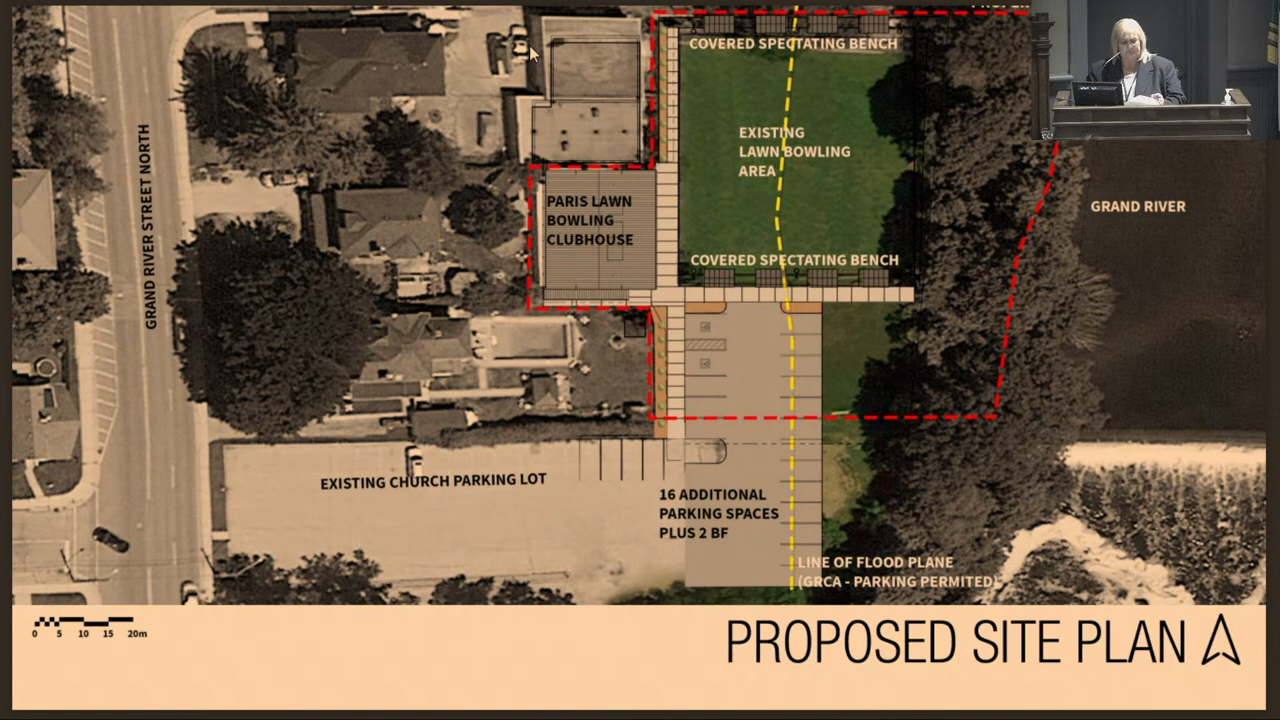 COVERED SPECTATING BENCH
GRAND RIVER STREET NORTH
EXISTING
LAWN BOWLING
AREA
PARIS LAWN
BOWLING
CLUBHOUSE
GRAND RIVER
COVERED SPECTATING BENCH
EXISTING CHURCH PARKING LOT
16 ADDITIONAL
PARKING SPACES
PLUS 2 BF
LINE OF FLOOD PLANE
(GRCA - PARKING PERMITED)
0 5 10 15 20m
PROPOSED SITE PLAN